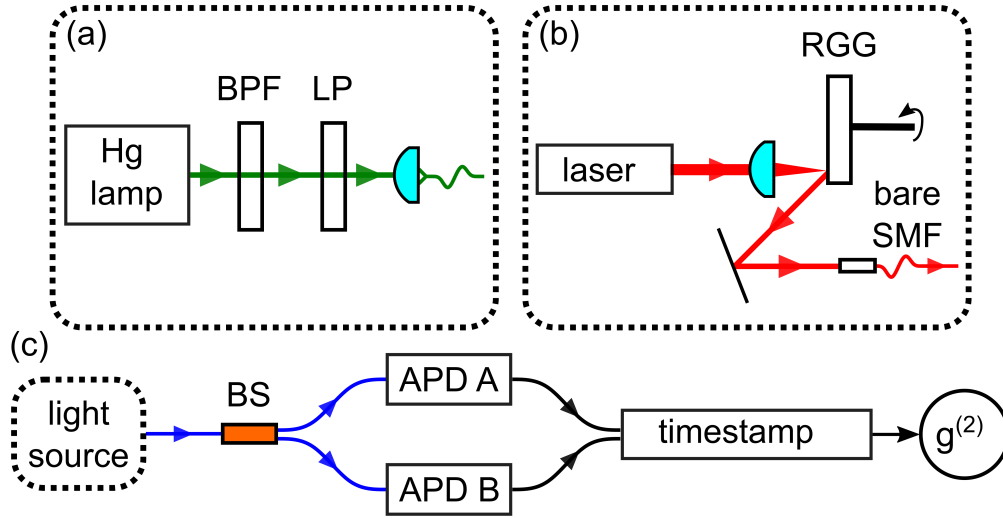 (a)
BPF
LP
Hg
lamp
(b)
RGG
laser
bare
SMF
(c)
light
source
BS
APD A
APD B
timestamp
g(2)